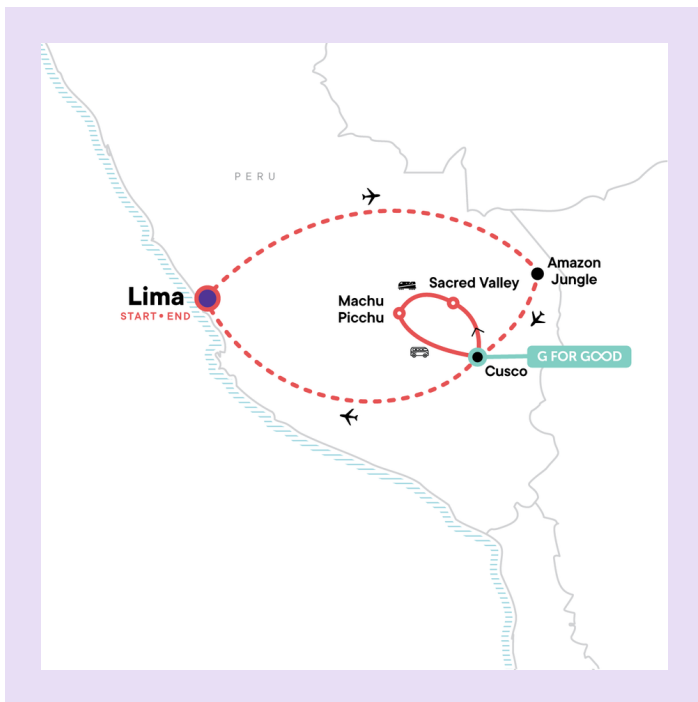 PERU
Amazon
Jungle
Sacred Valley
Machu
Picchu
Lima
START • END
G FOR GOOD
Cusco